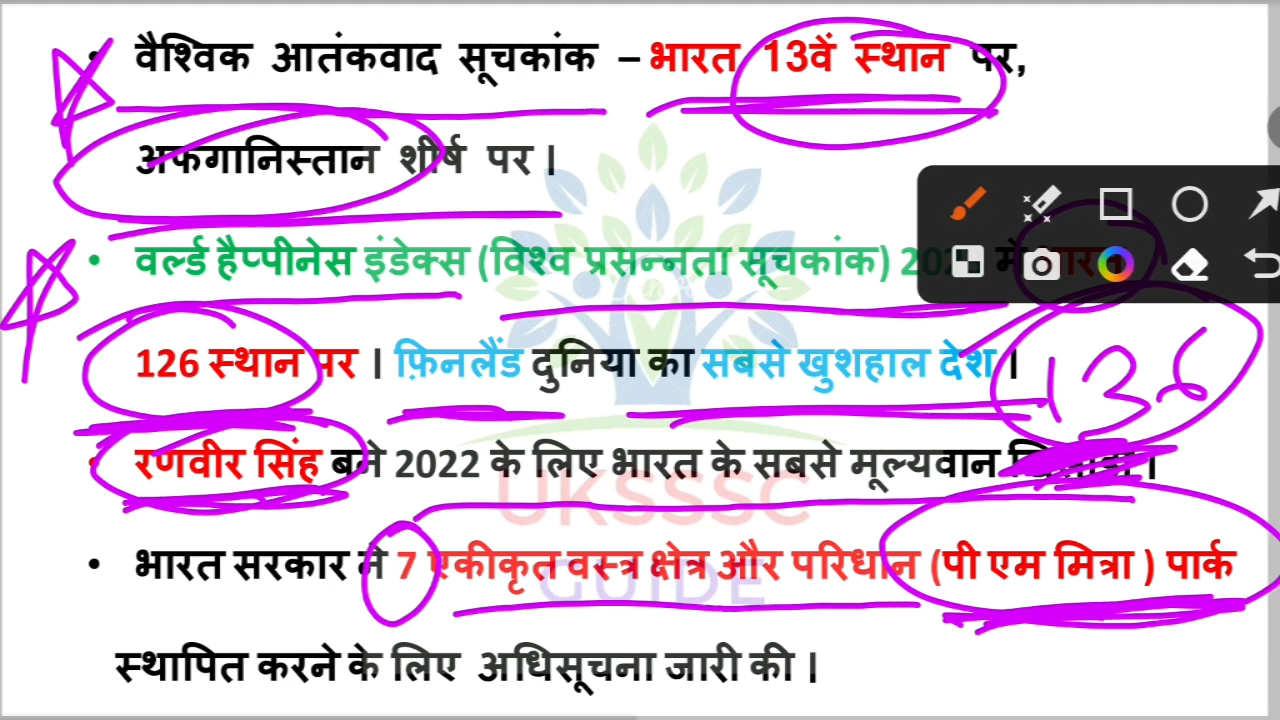 वैश्विक आतंकवाद सूचकांक – भारत 13वें स्थान पर,
अफगानिस्तान शीर्ष पर ।
• वर्ल्ड हैप्पीनेस इंडेक्स (विश्व प्रसन्नता सूचकांक) में भारत
126 स्थान पर । फ़िनलैंड दुनिया का सबसे खुशहाल देश ।
136
• रणवीर सिंह बने 2022 के लिए भारत के सबसे मूल्यवान ।
UKSSSC
• भारत सरकार ने 7 एकीकृत वस्त्र क्षेत्र और परिधान (पी एम मित्रा ) पार्क
GUIDE
स्थापित करने के लिए अधिसूचना जारी की ।